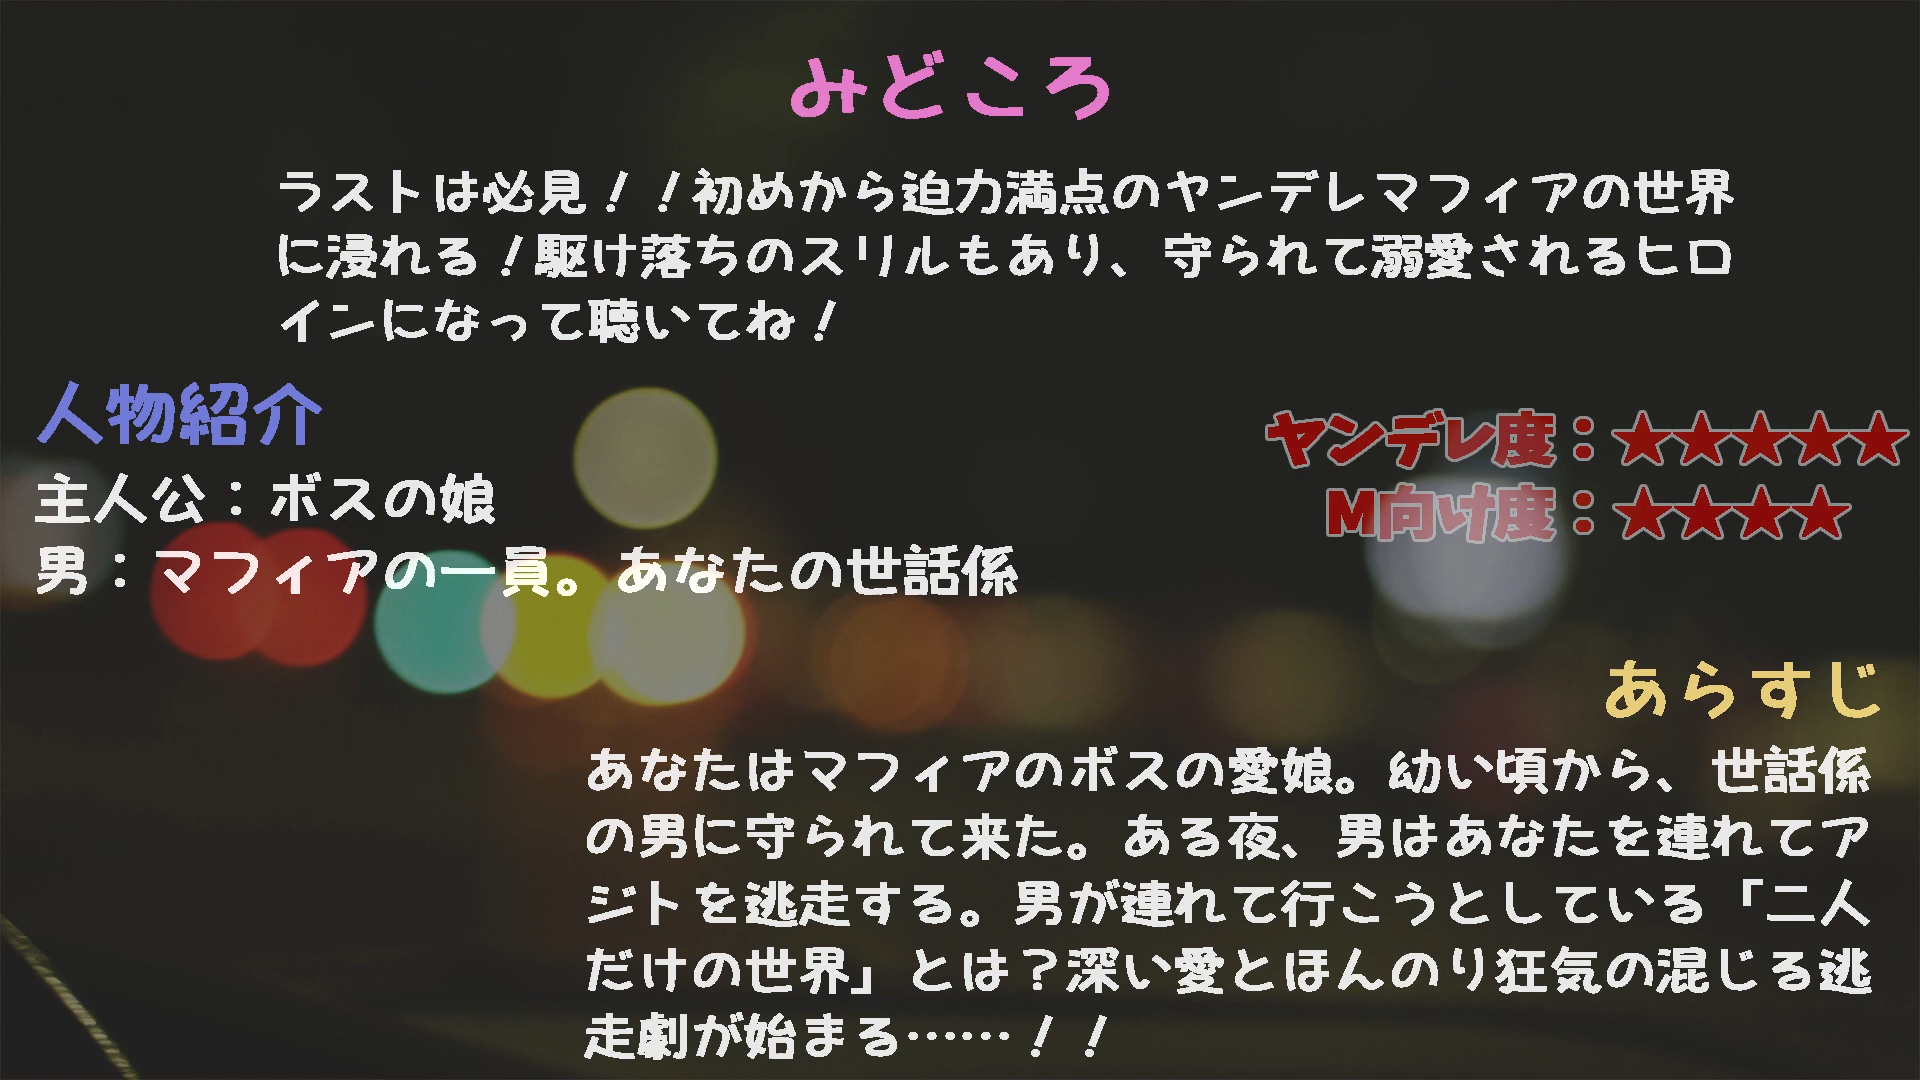 みどころ
ラストは必見！！初めから迫力満点のヤンデレマフィアの世界
に浸れる！駆け落ちのスリルもあり、守られて溺愛されるヒロ
インになって聴いてね！
人物紹介
主人公：ボスの娘
男：マフィアの一員。あなたの世話係
ヤンデレ度：★★★★★
M向け度：★★★★
あらすじ
あなたはマフィアのボスの愛娘。幼い頃から、世話係
の男に守られて来た。ある夜、男はあなたを連れてア
ジトを逃走する。男が連れて行こうとしている「二人
だけの世界」とは？深い愛とほんのり狂気の混じる逃
走劇が始まる……！！